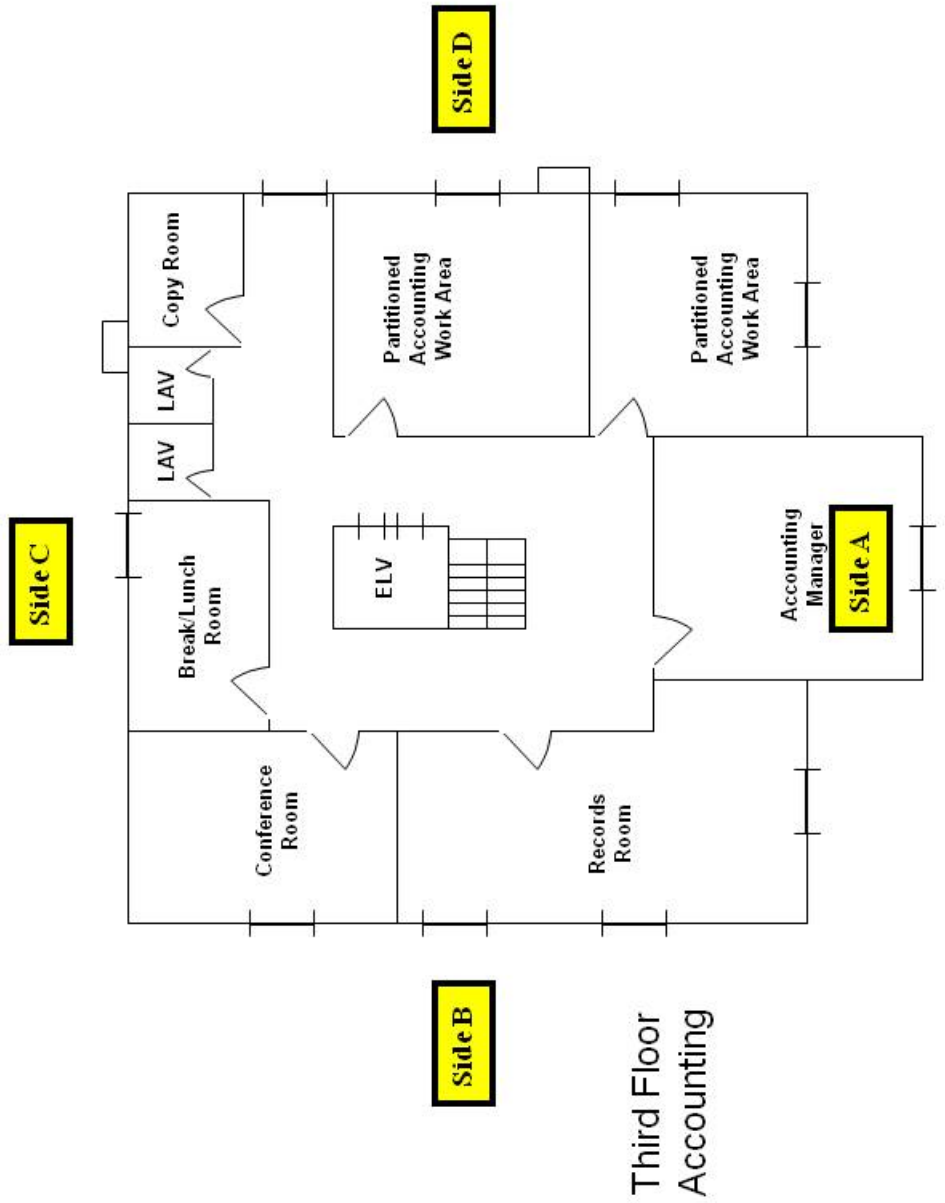 Third Floor
Accounting
Side B
Side C
Side D
Side A
Conference
Room
Records
Room
Break/Lunch
Room
ELV
Accounting
Manager
LAV
LAV
Copy Room
Partitioned
Accounting
Work Area
Partitioned
Accounting
Work Area